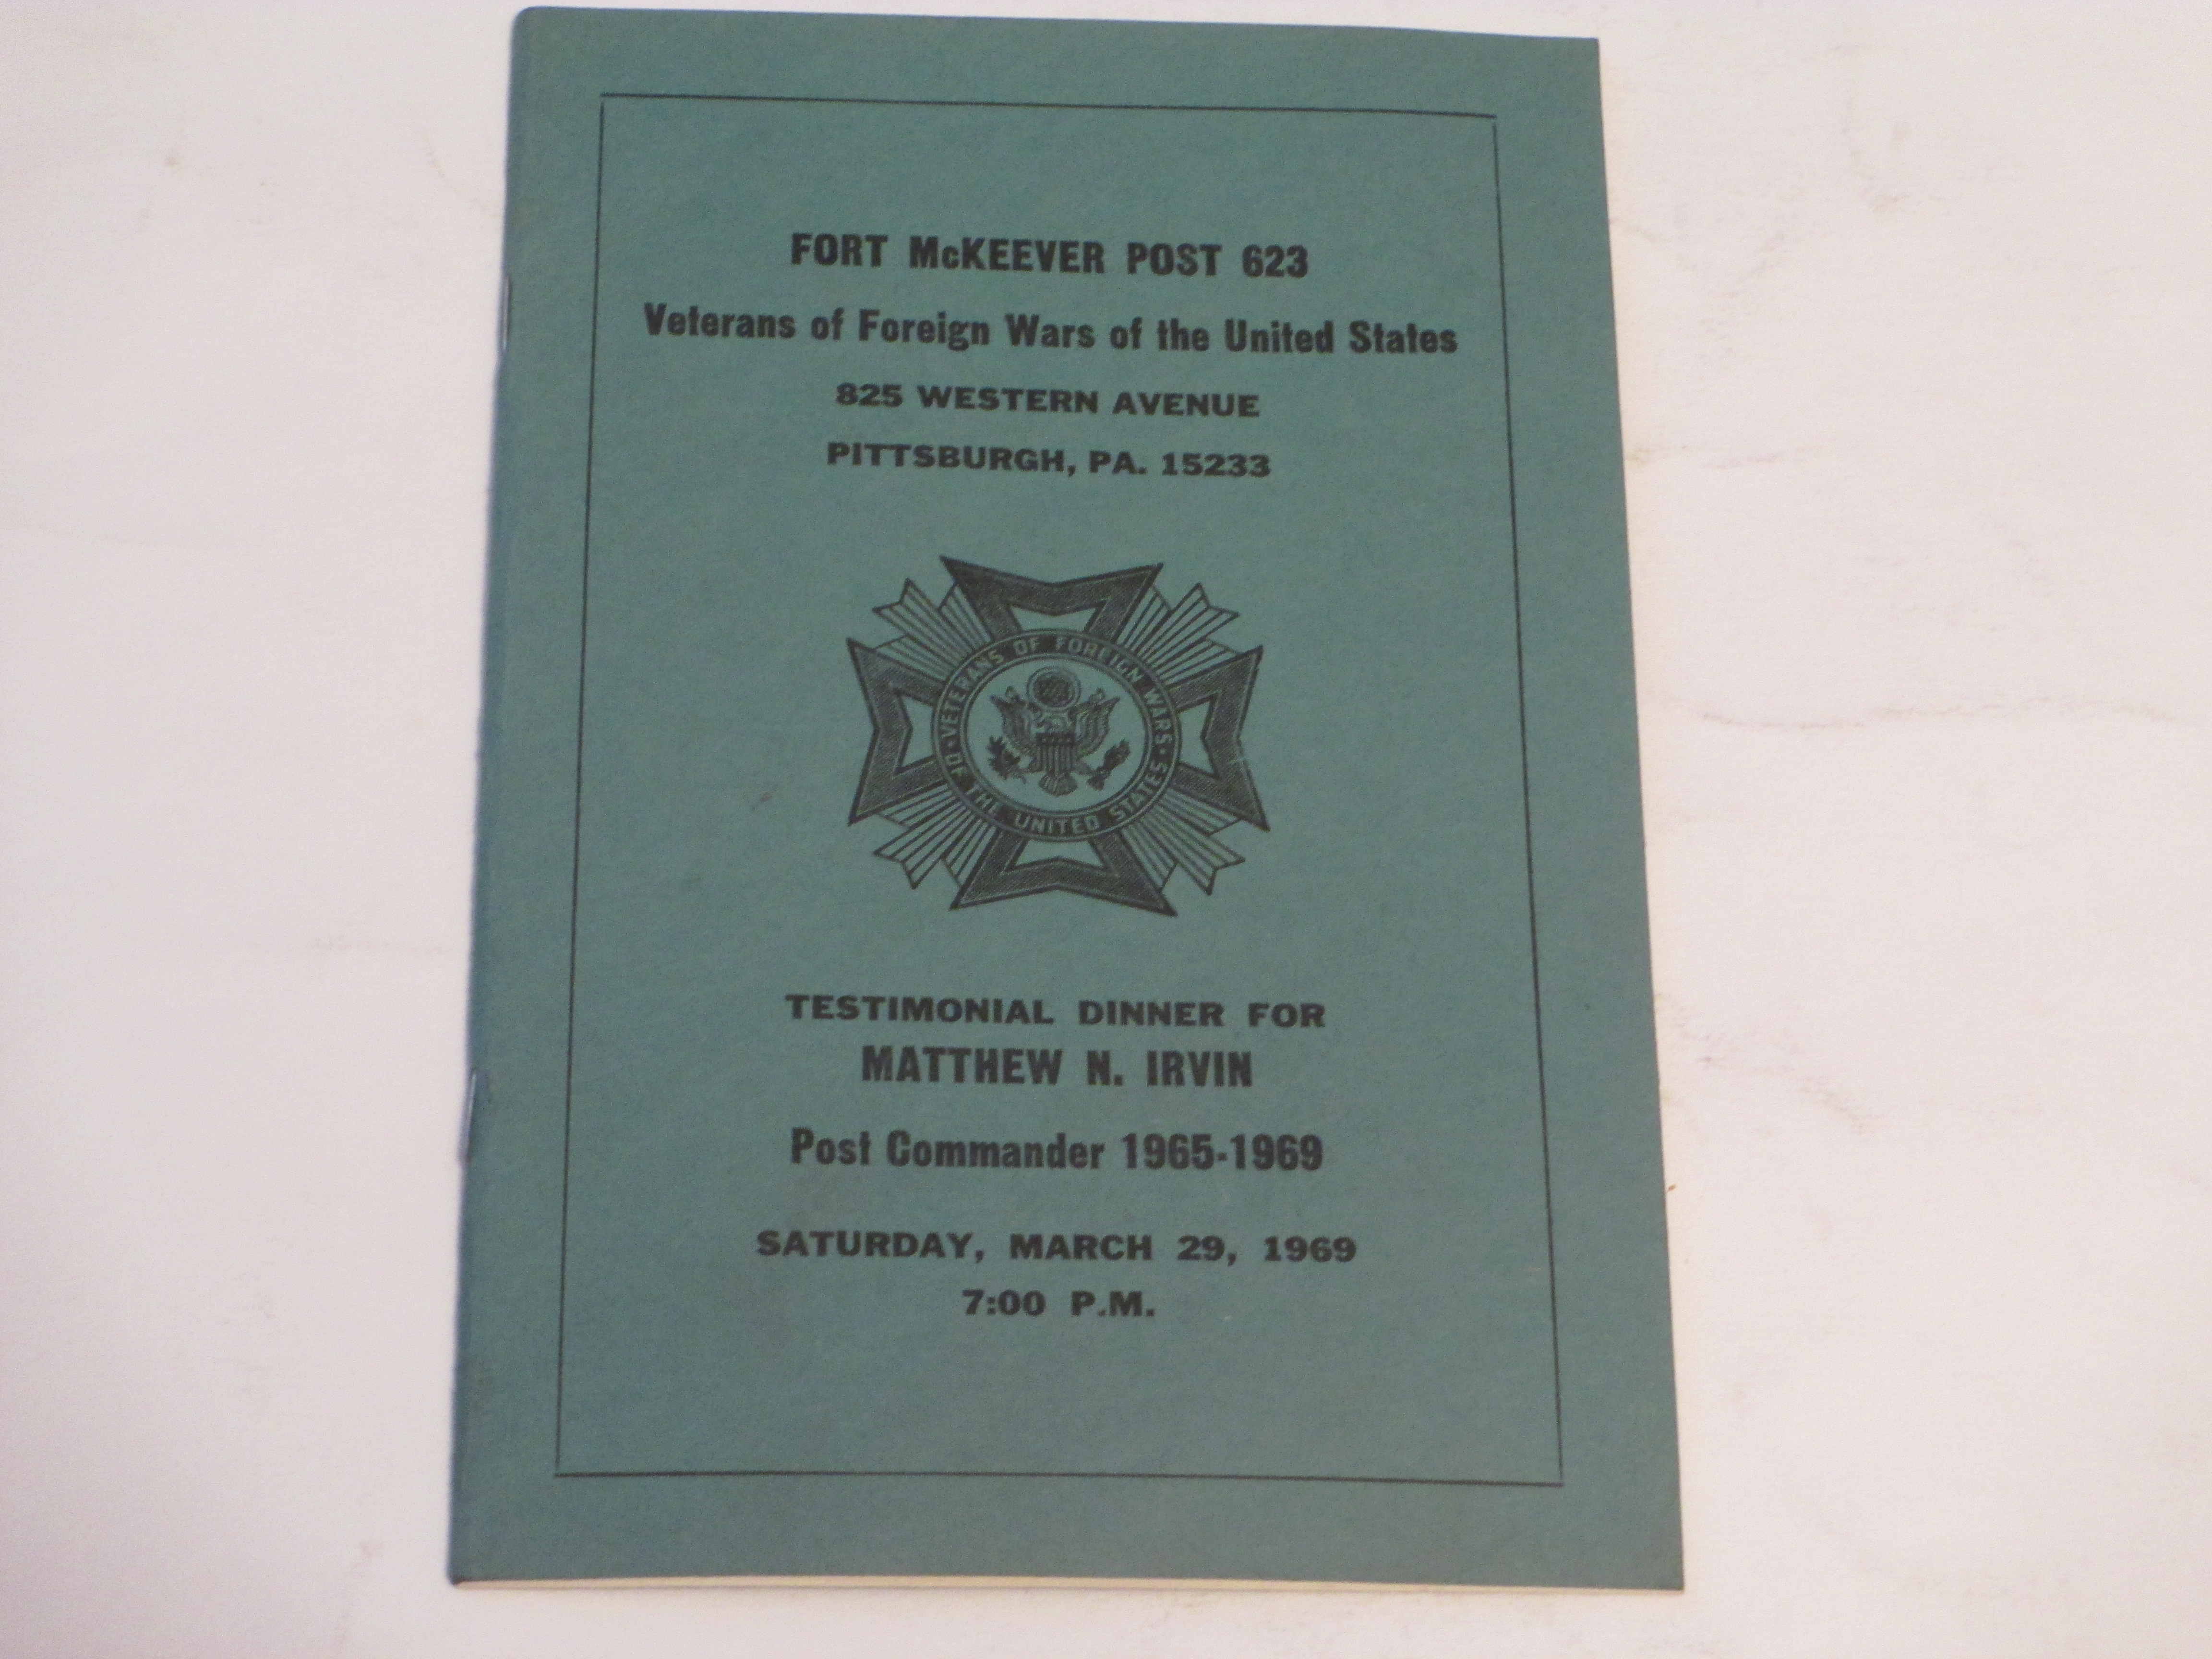 FORT McKEEVER POST 623
Veterans of Foreign Wars of the United States
825 WESTERN AVENUE
PITTSBURGH, PA. 15233
VETERANS OF FOREIGN WARS
OF THE UNITED STATES
TESTIMONIAL DINNER FOR
MATTHEW N. IRVIN
Post Commander 1965-1969
SATURDAY, MARCH 29, 1969
7:00 P.M.